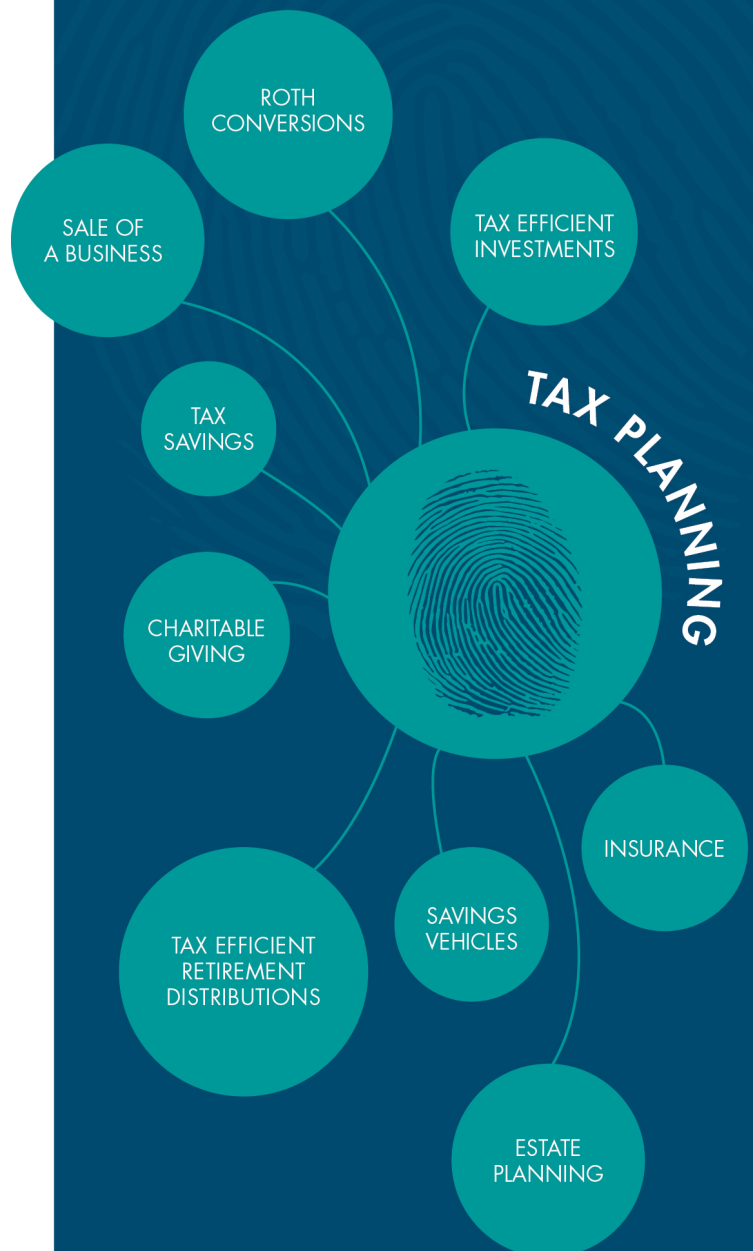 ROTH
CONVERSIONS
SALE OF
A BUSINESS
TAX EFFICIENT
INVESTMENTS
TAX PLANNING
TAX
SAVINGS
CHARITABLE
GIVING
INSURANCE
SAVINGS
VEHICLES
TAX EFFICIENT
RETIREMENT
DISTRIBUTIONS
ESTATE
PLANNING